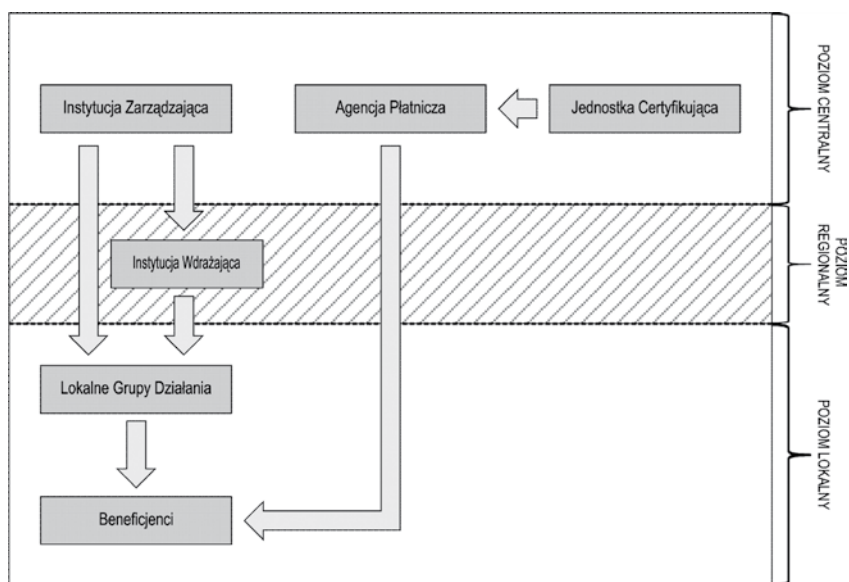 Instytucja Zarządzająca
Agencja Płatnicza
Jednostka Certyfikująca
POZIOM CENTRALNY
Instytucja Wdrażająca
POZIOM
REGIONALNY
Lokalne Grupy Działania
Beneficjenci
POZIOM LOKALNY